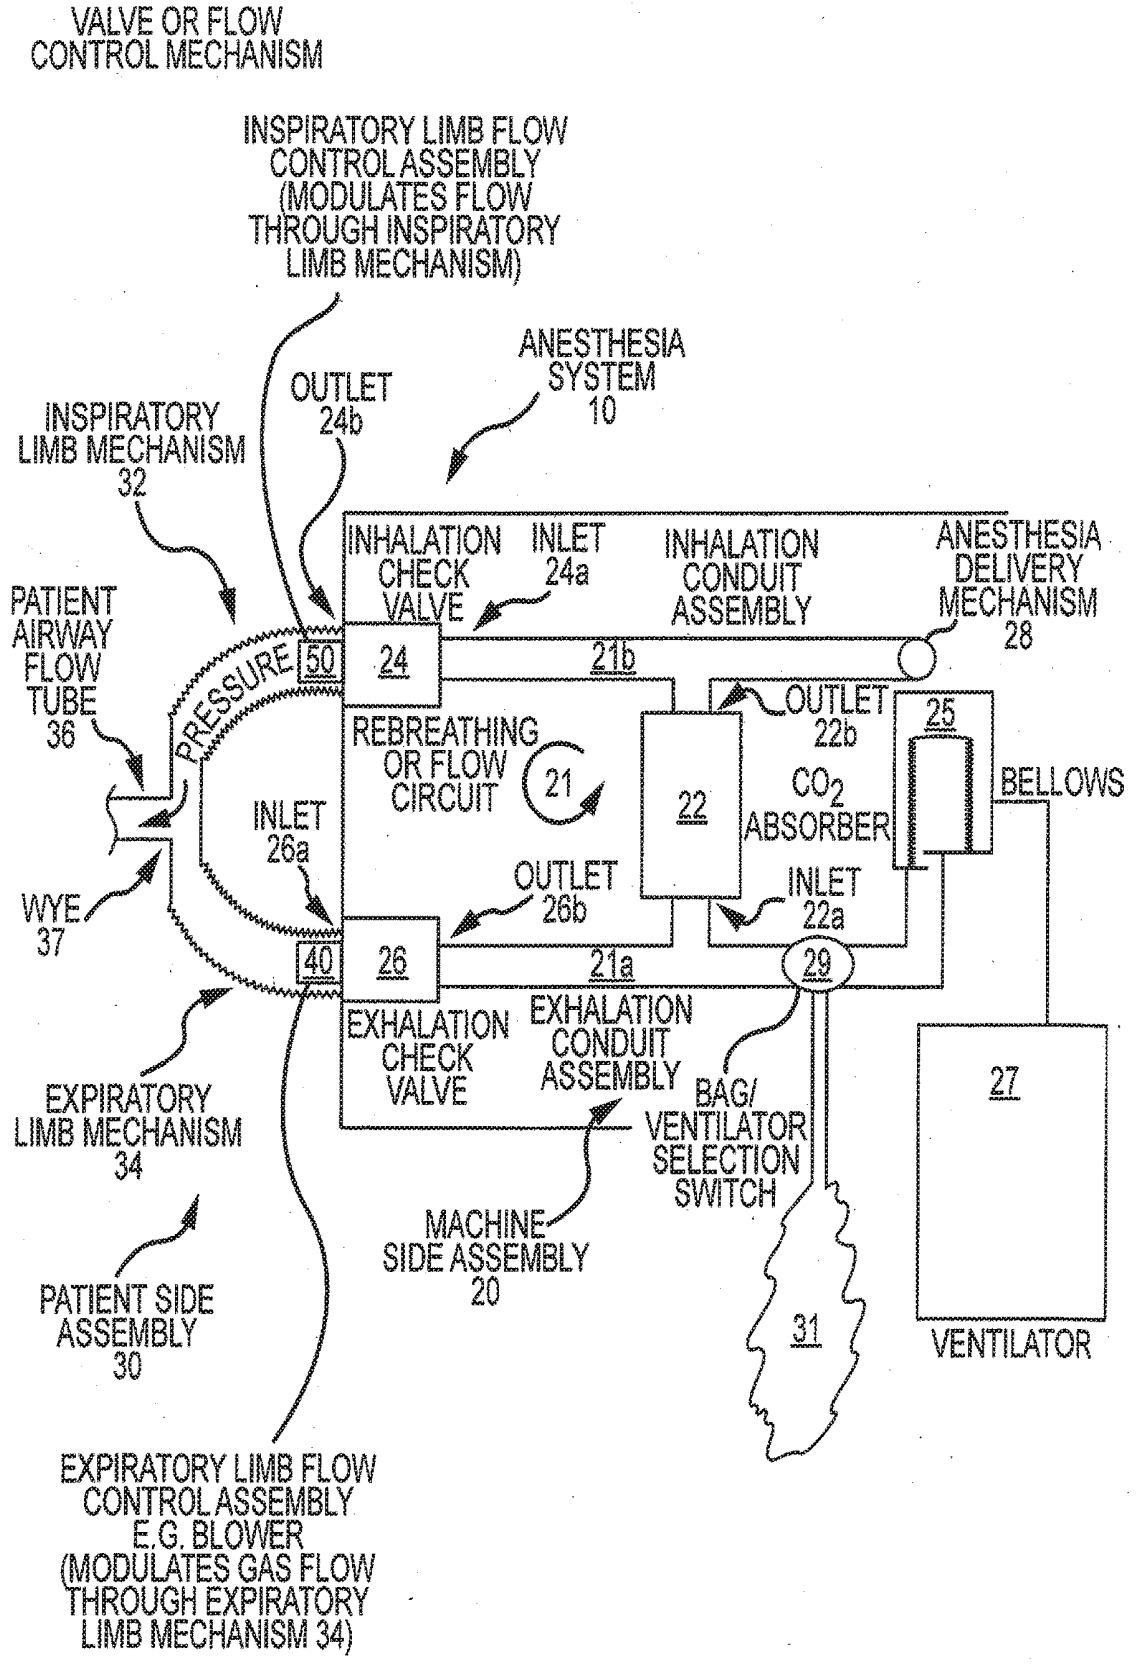 VALVE OR FLOW
CONTROL MECHANISM
INSPIRATORY LIMB FLOW
CONTROL ASSEMBLY
(MODULATES FLOW
THROUGH INSPIRATORY
LIMB MECHANISM)
ANESTHESIA
SYSTEM
10
OUTLET
24b
INSPIRATORY
LIMB MECHANISM
32
INHALATION
CHECK
VALVE
INLET
24a
INHALATION
CONDUIT
ASSEMBLY
ANESTHESIA
DELIVERY
MECHANISM
28
PATIENT
AIRWAY
FLOW
TUBE
36
PRESSURE
50
24
21b
OUTLET
22b
25
REBREATHING
OR FLOW
CIRCUIT
21
22
CO2
ABSORBER
BELLOWS
INLET
26a
OUTLET
26b
INLET
22a
WYE
37
40
26
21a
29
EXHALATION
CHECK
VALVE
EXHALATION
CONDUIT
ASSEMBLY
EXPIRATORY
LIMB MECHANISM
34
BAG/
VENTILATOR
SELECTION
SWITCH
27
MACHINE
SIDE ASSEMBLY
20
PATIENT SIDE
ASSEMBLY
30
31
VENTILATOR
EXPIRATORY LIMB FLOW
CONTROL ASSEMBLY
E.G. BLOWER
(MODULATES GAS FLOW
THROUGH EXPIRATORY
LIMB MECHANISM 34)